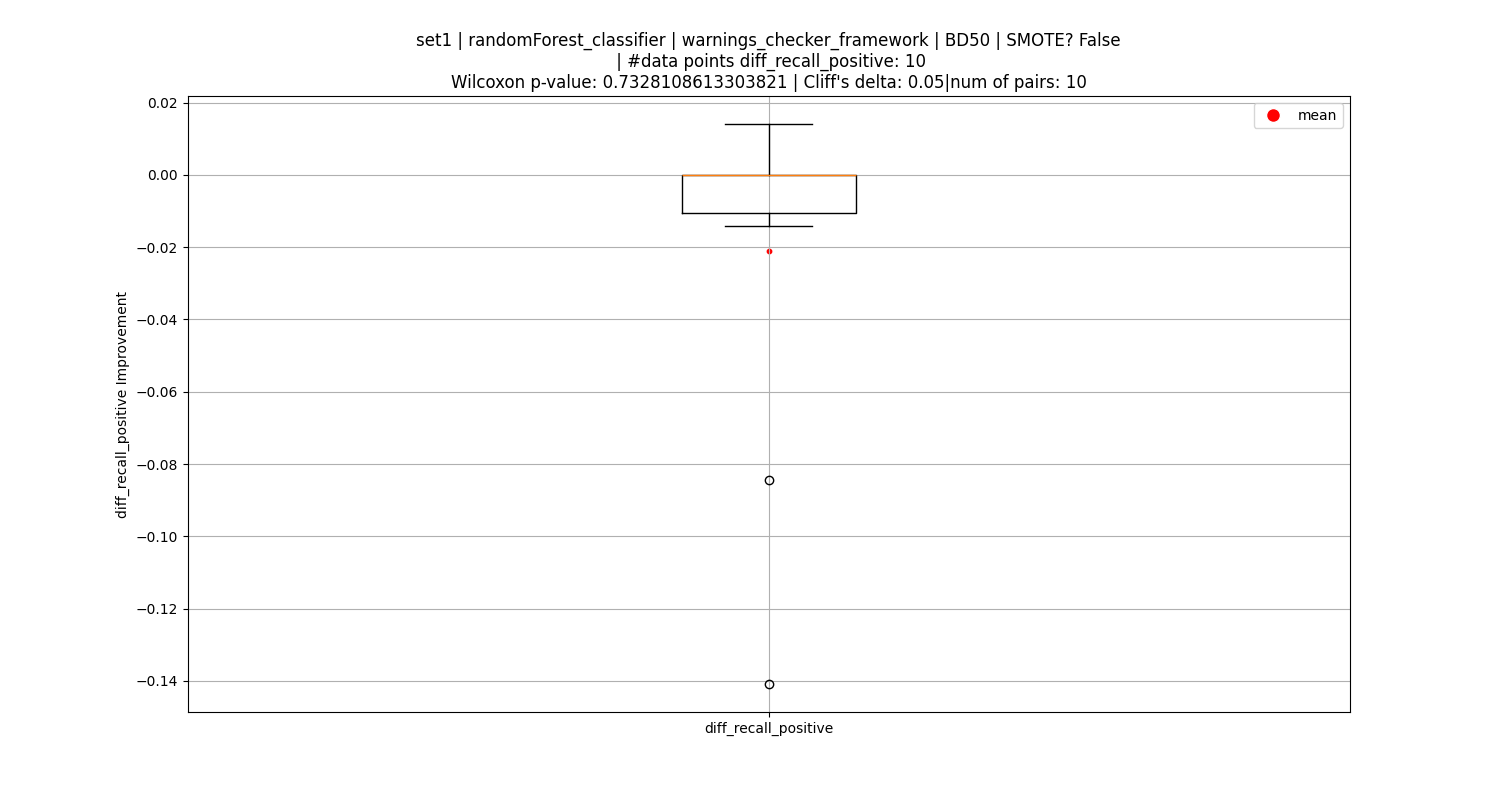 set1 | randomForest_classifier | warnings_checker_framework | BD50 | SMOTE? False
| #data points diff_recall_positive: 10
Wilcoxon p-value: 0.7328108613303821 | Cliff's delta: 0.05|num of pairs: 10
mean
0.02
0.00
−0.02
−0.04
−0.06
−0.08
−0.10
−0.12
−0.14
diff_recall_positive Improvement
diff_recall_positive